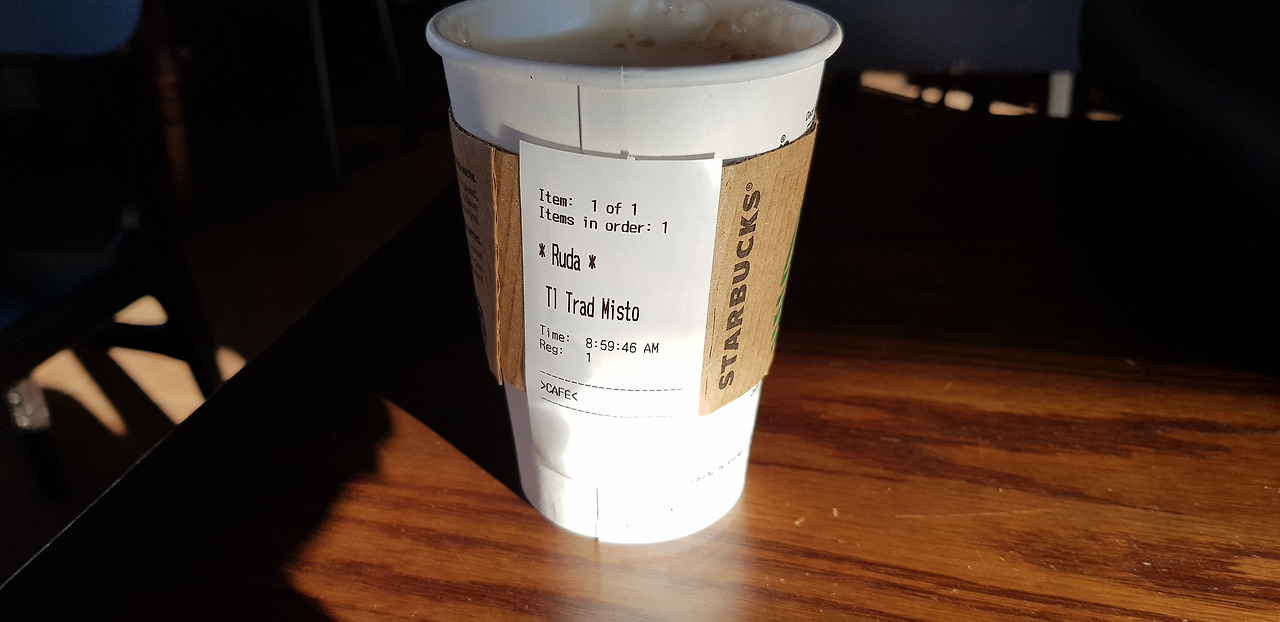 Item: 1 of 1
Items in order: 1
* Ruda *
Tl Trad Misto
Time: 8:59:46 AM
Reg: 1
>CAFE<
STARBUCKS®